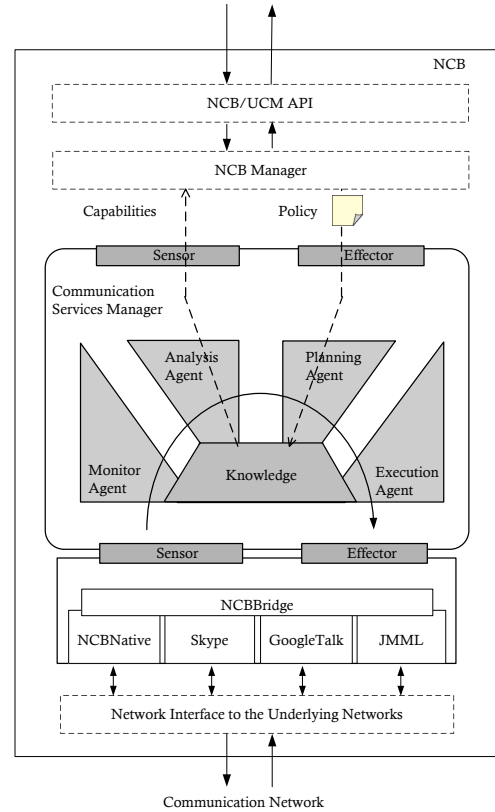 NCB
NCB/UCM API
NCB Manager
Capabilities
Policy
Sensor
Effector
Communication
Services Manager
Analysis
Agent
Planning
Agent
Monitor
Agent
Knowledge
Execution
Agent
Sensor
Effector
NCBBridge
NCBNative
Skype
GoogleTalk
JMML
Network Interface to the Underlying Networks
Communication Network